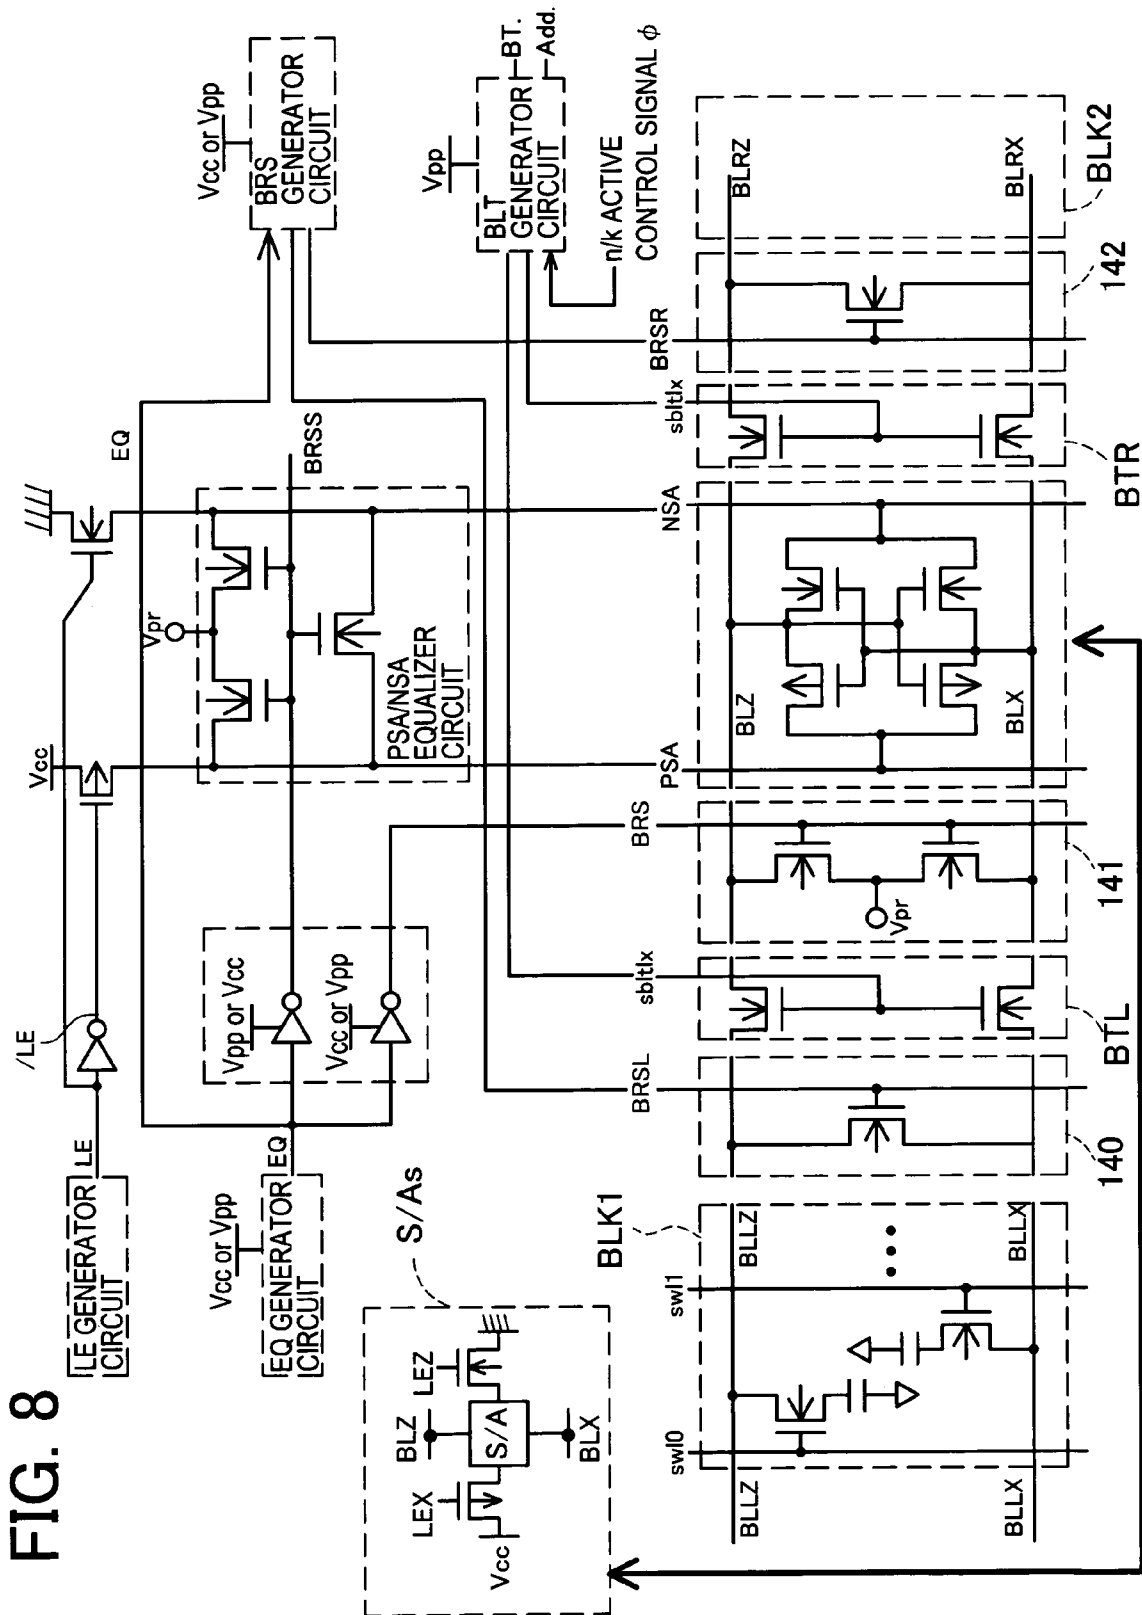 FIG. 8
LE GENERATOR
CIRCUIT
LE
/LE
Vcc
EQ
Vcc or Vpp
EQ GENERATOR
CIRCUIT
EQ
Vpp or Vcc
Vcc or Vpp
Vpr
PSA/NSA
EQUALIZER
CIRCUIT
BRSS
Vcc or Vpp
BRS
GENERATOR
CIRCUIT
Vpp
BLT
GENERATOR
CIRCUIT
BT.
Add.
n/k ACTIVE
CONTROL SIGNAL ϕ
S/As
LEX
BLZ
LEZ
S/A
Vcc
BLX
BLK1
BRSL
sbltlx
BRS
PSA
NSA
sbltlx
BRSR
swl0
swl1
BLLZ
BLLZ
BLZ
BLRZ
Vpr
BLLX
BLLX
BLX
BLRX
140
BTL
141
BTR
142
BLK2